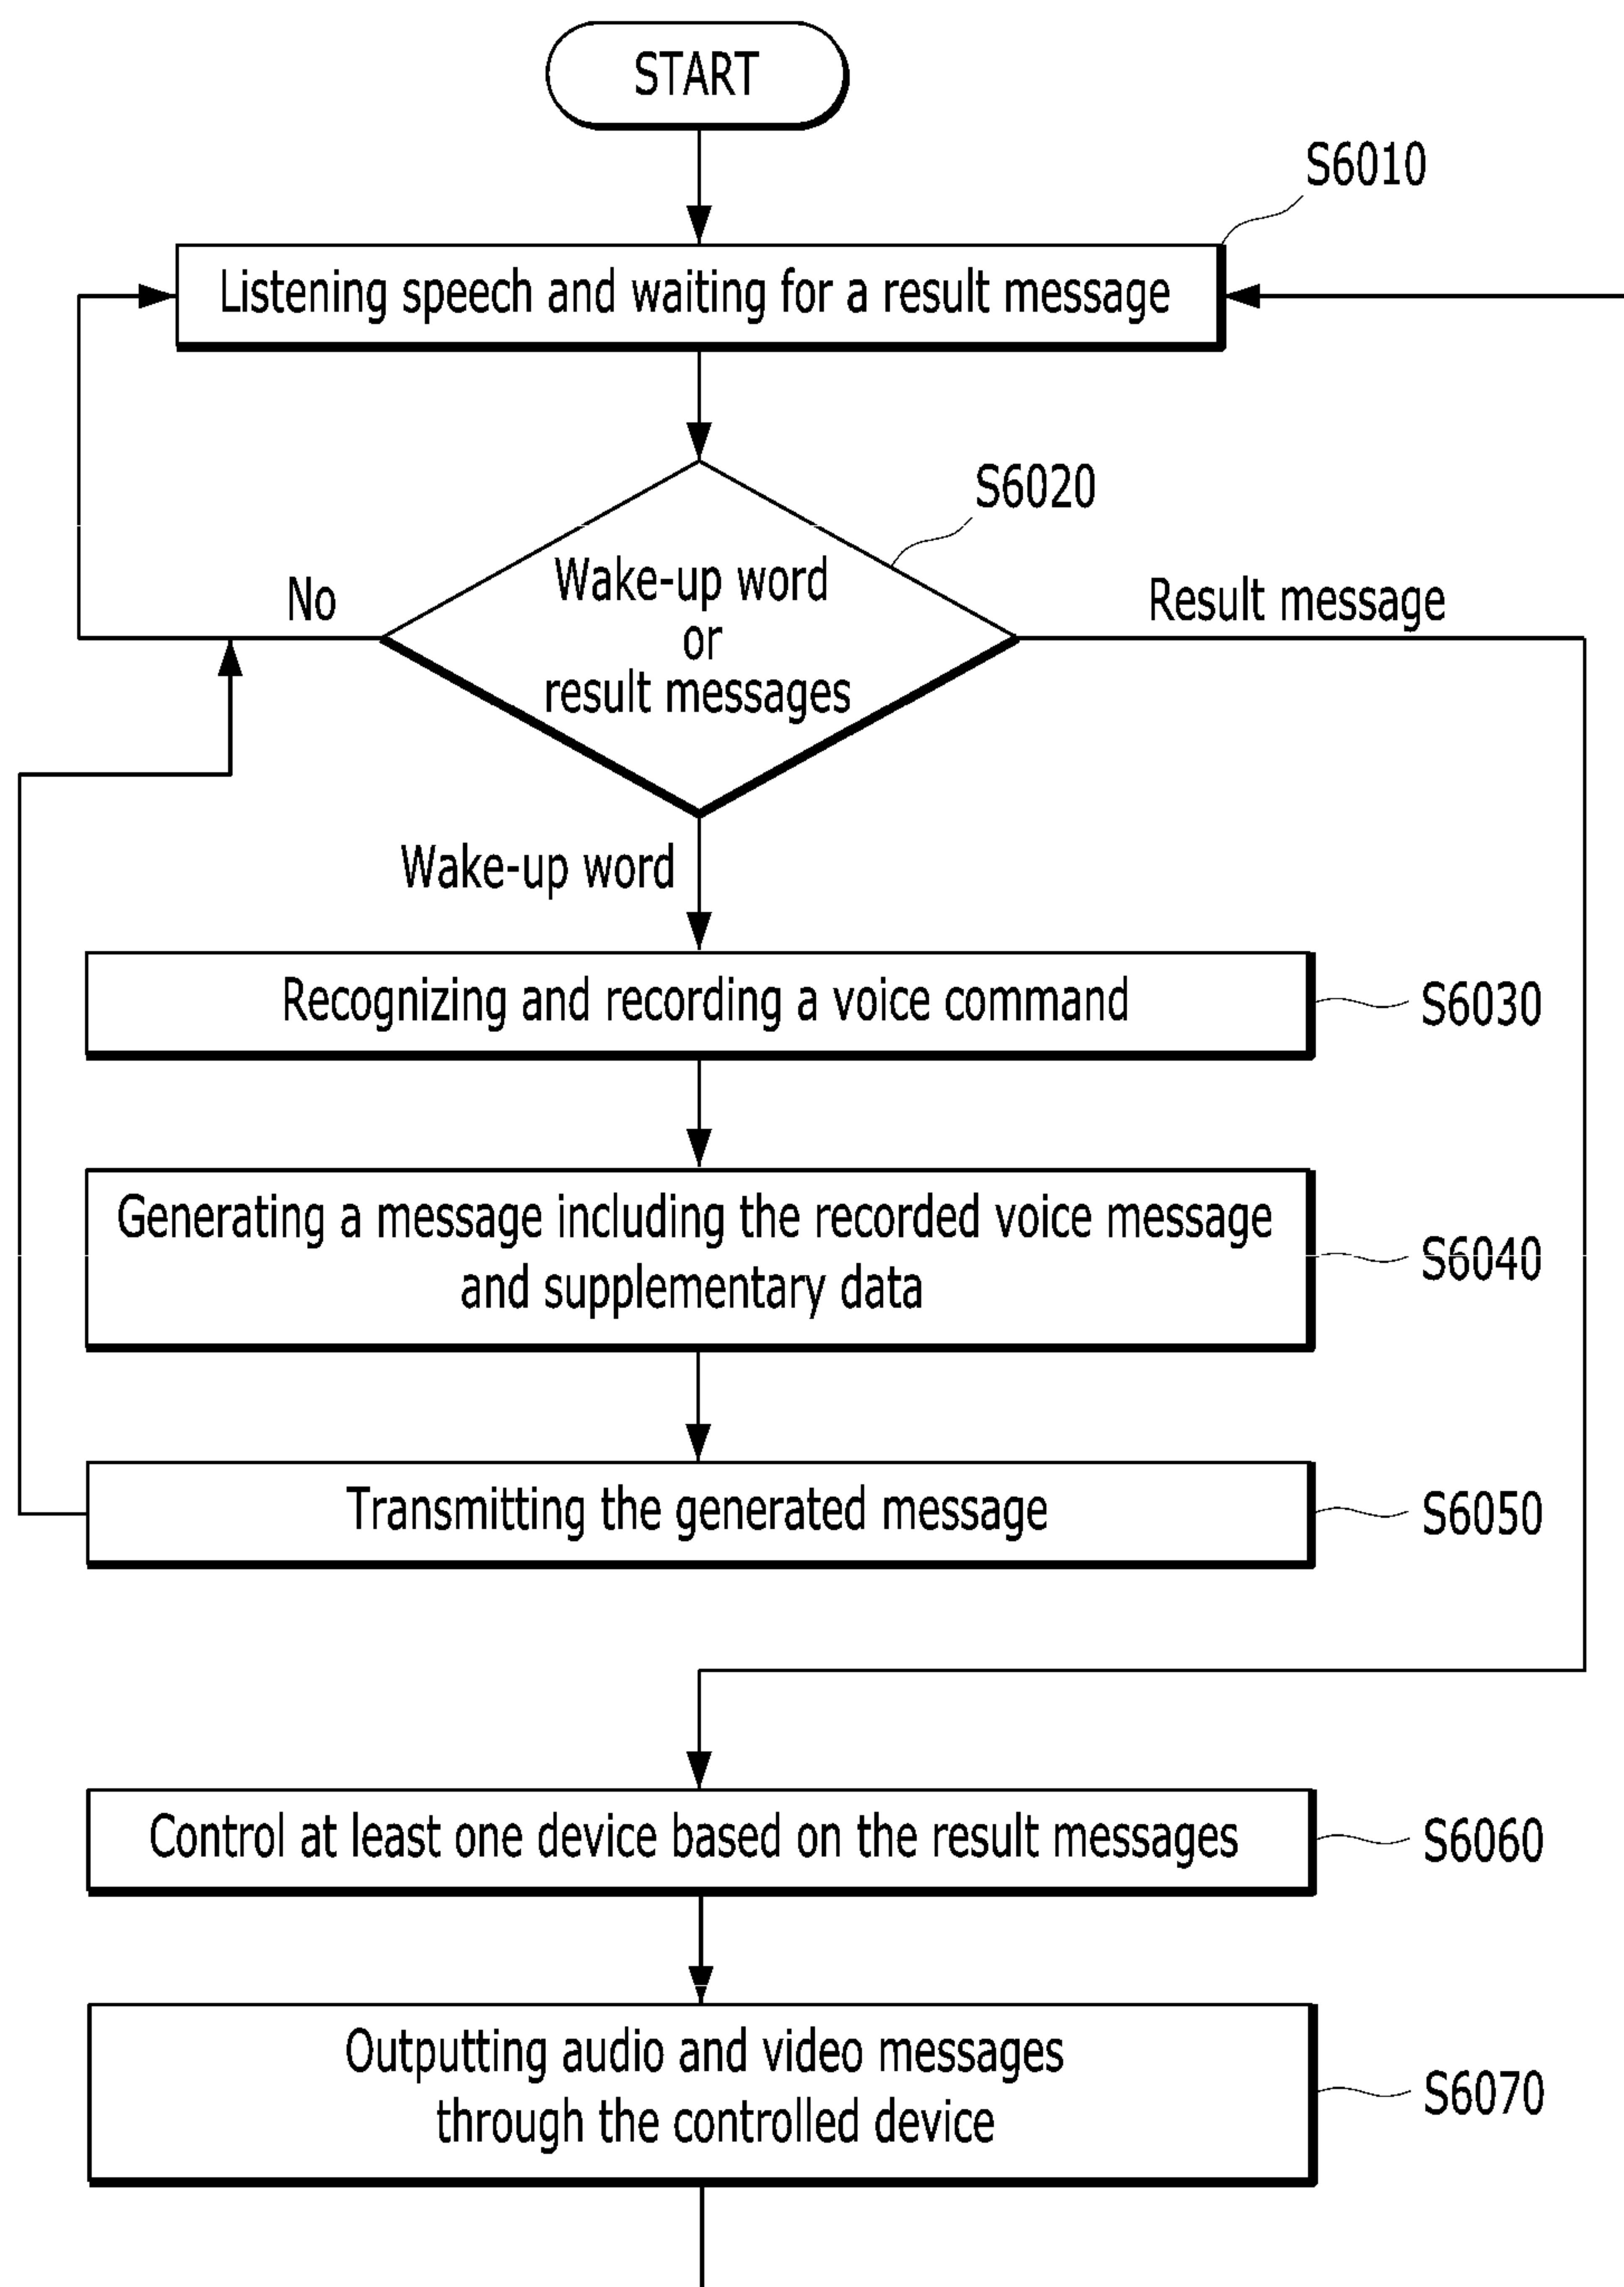 START
S6010
Listening speech and waiting for a result message
S6020
Wake-up word
or
result messages
No
Result message
Wake-up word
Recognizing and recording a voice command
S6030
Generating a message including the recorded voice message
and supplementary data
S6040
Transmitting the generated message
S6050
Control at least one device based on the result messages
S6060
Outputting audio and video messages
through the controlled device
S6070